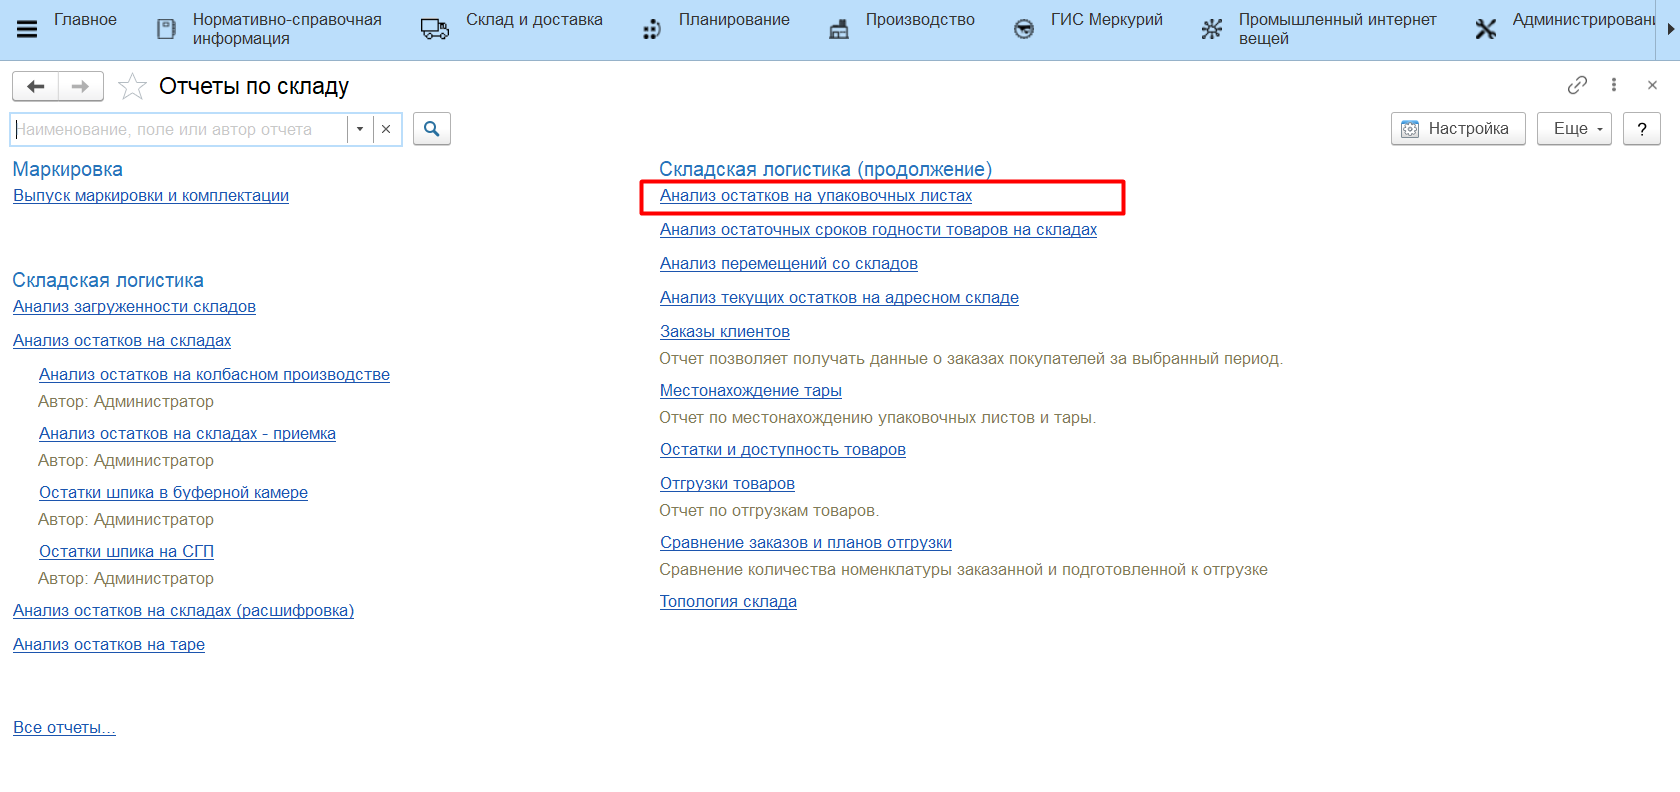 Главное
Нормативно-справочная
информация
Склад и доставка
Планирование
Производство
ГИС Меркурий
Промышленный интернет
вещей
Администрировани
Отчеты по складу
Наименование, поле или автор отчета
Настройка
Еще
?
Маркировка
Выпуск маркировки и комплектации
Складская логистика
Анализ загруженности складов
Анализ остатков на складах
Анализ остатков на колбасном производстве
Автор: Администратор
Анализ остатков на складах - приемка
Автор: Администратор
Остатки шпика в буферной камере
Автор: Администратор
Остатки шпика на СГП
Автор: Администратор
Анализ остатков на складах (расшифровка)
Анализ остатков на таре
Все отчеты...
Складская логистика (продолжение)
Анализ остатков на упаковочных листах
Анализ остаточных сроков годности товаров на складах
Анализ перемещений со складов
Анализ текущих остатков на адресном складе
Заказы клиентов
Отчет позволяет получать данные о заказах покупателей за выбранный период.
Местонахождение тары
Отчет по местонахождению упаковочных листов и тары.
Остатки и доступность товаров
Отгрузки товаров
Отчет по отгрузкам товаров.
Сравнение заказов и планов отгрузки
Сравнение количества номенклатуры заказанной и подготовленной к отгрузке
Топология склада